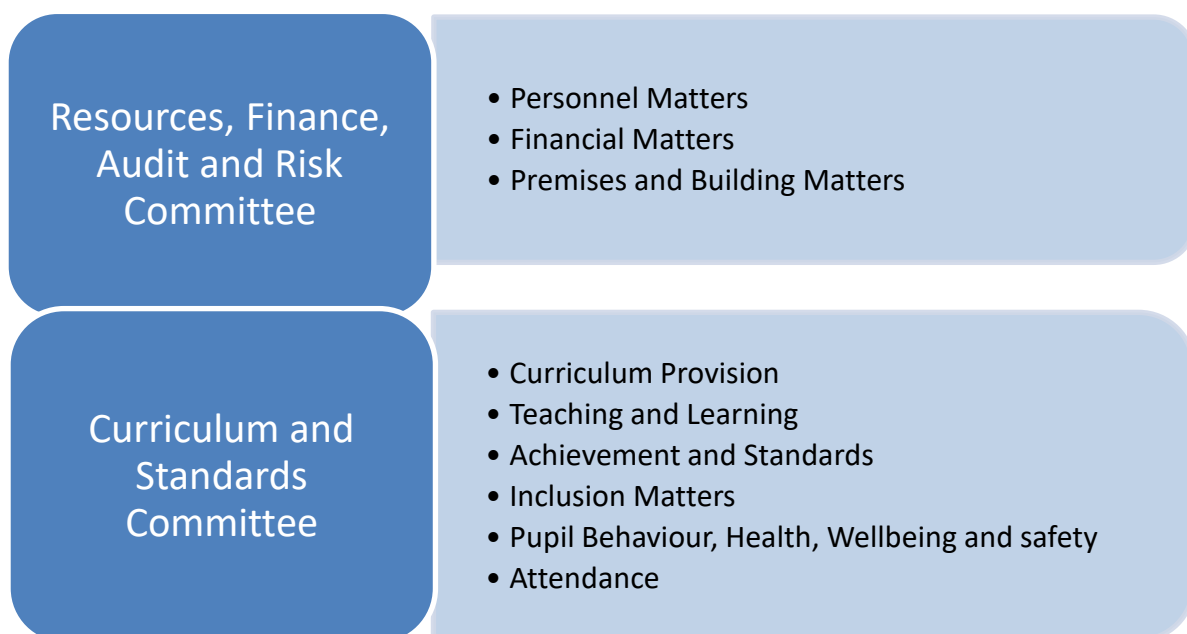 Resources, Finance,
Audit and Risk
Committee
• Personnel Matters
• Financial Matters
• Premises and Building Matters
Curriculum and
Standards
Committee
• Curriculum Provision
• Teaching and Learning
• Achievement and Standards
• Inclusion Matters
• Pupil Behaviour, Health, Wellbeing and safety
• Attendance